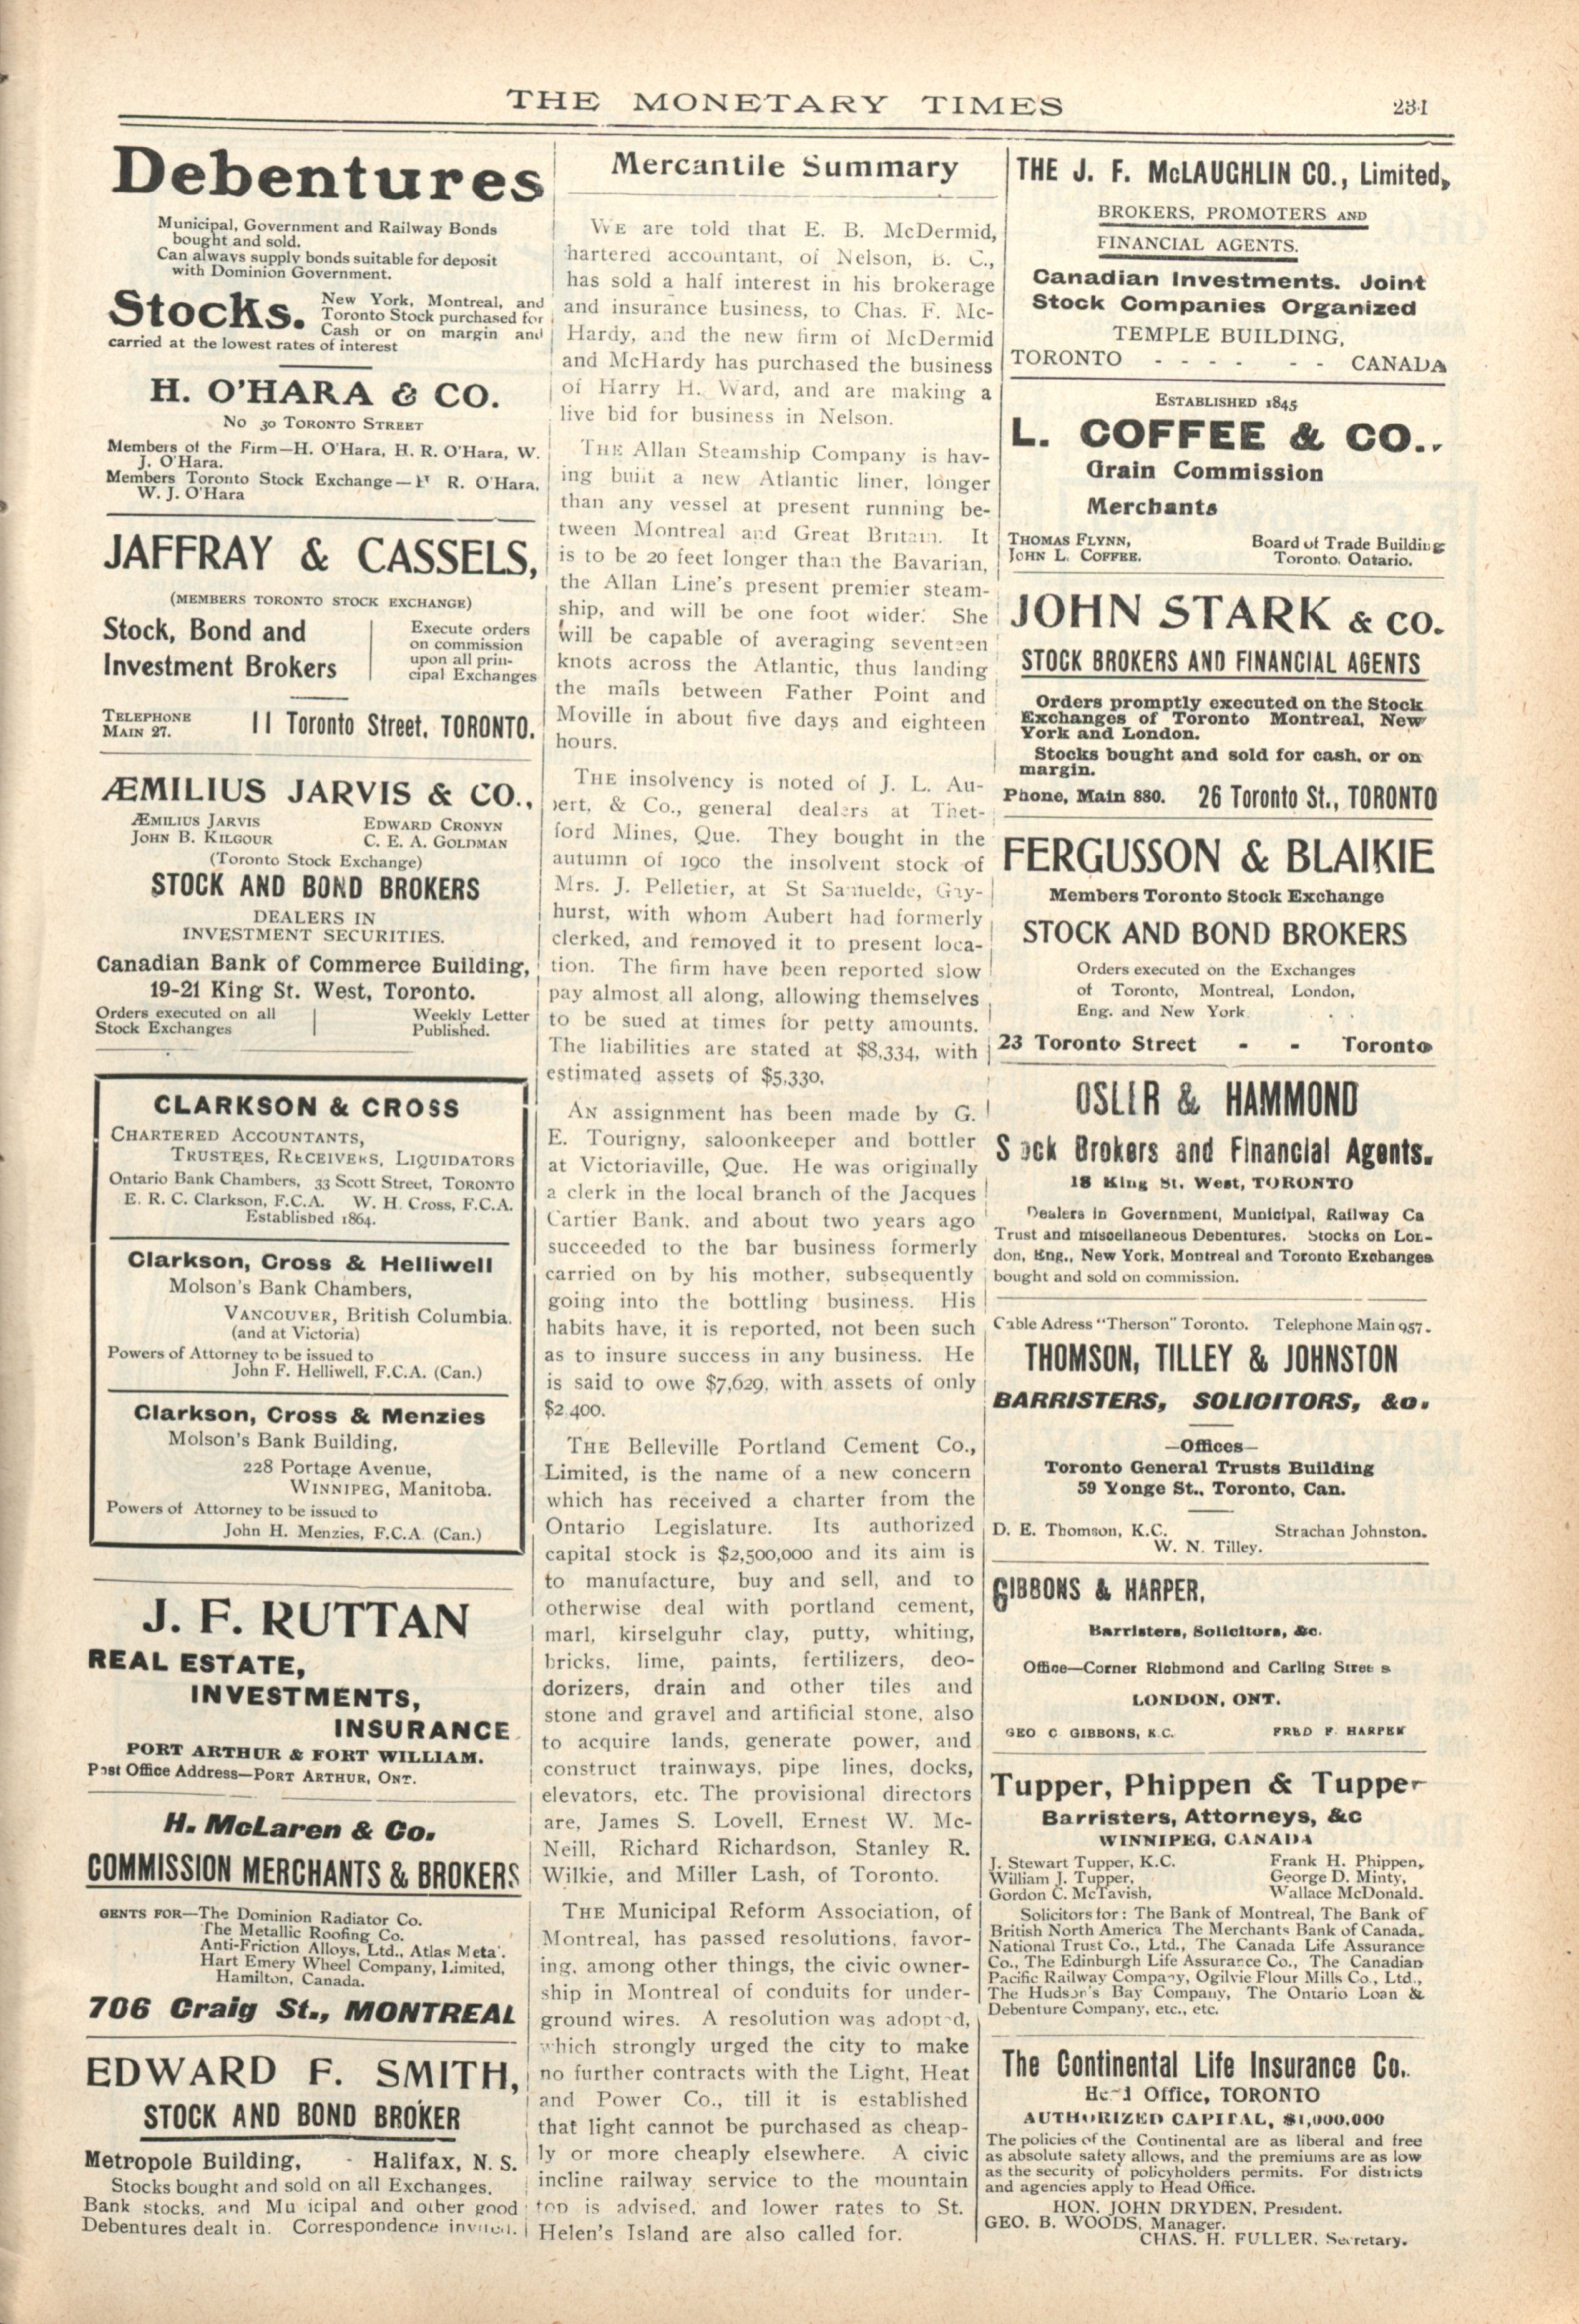 THE MONETARY TIMES
231
Debentures
Municipal, Government and Railway Bonds
bought and sold.
Can always supply bonds suitable for deposit
with Dominion Government.
Stocks.
New York, Montreal, and
Toronto Stock purchased for
Cash or on margin and
carried at the lowest rates of interest
H. O'HARA & CO.
No 30 TORONTO STREET
Members of the Firm—H. O'Hara, H. R. O'Hara, W.
J. O'Hara.
Members Toronto Stock Exchange— R. O'Hara,
W. J. O'Hara
JAFFRAY & CASSELS,
(MEMBERS TORONTO STOCK EXCHANGE)
Stock, Bond and
Investment Brokers
Execute orders
on commission
upon all prin-
cipal Exchanges
TELEPHONE
MAIN 27.
11 Toronto Street, TORONTO.
ÆMILIUS JARVIS & CO.,
ÆMILIUS JARVIS EDWARD CRONYN
JOHN B. KILGOUR C. E. A. GOLDMAN
(Toronto Stock Exchange)
STOCK AND BOND BROKERS
DEALERS IN
INVESTMENT SECURITIES.
Canadian Bank of Commerce Building,
19-21 King St. West, Toronto.
Orders executed on all
Stock Exchanges
Weekly Letter
Published.
CLARKSON & CROSS
CHARTERED ACCOUNTANTS,
TRUSTEES, RECEIVERS, LIQUIDATORS
Ontario Bank Chambers, 33 Scott Street, TORONTO
E. R. C. Clarkson, F.C.A. W. H. Cross, F.C.A.
Established 1864.
Clarkson, Cross & Helliwell
Molson's Bank Chambers,
VANCOUVER, British Columbia.
(and at Victoria)
Powers of Attorney to be issued to
John F. Helliwell, F.C.A. (Can.)
Clarkson, Cross & Menzies
Molson's Bank Building,
228 Portage Avenue,
WINNIPEG, Manitoba.
Powers of Attorney to be issued to
John H. Menzies, F.C.A. (Can.)
J. F. RUTTAN
REAL ESTATE,
INVESTMENTS,
INSURANCE
PORT ARTHUR & FORT WILLIAM.
Post Office Address—PORT ARTHUR, ONT.
H. McLaren & Co.
COMMISSION MERCHANTS & BROKERS
GENTS FOR—The Dominion Radiator Co.
The Metallic Roofing Co.
Anti-Friction Alloys, Ltd., Atlas Meta.
Hart Emery Wheel Company, Limited,
Hamilton, Canada.
706 Craig St., MONTREAL
EDWARD F. SMITH,
STOCK AND BOND BROKER
Metropole Building, - Halifax, N. S.
Stocks bought and sold on all Exchanges.
Bank stocks, and Mu icipal and other good
Debentures dealt in. Correspondence invited.
Mercantile Summary
WE are told that E. B. McDermid,
hartered accountant, of Nelson, B. C.,
has sold a half interest in his brokerage
and insurance business, to Chas. F. Mc-
Hardy, and the new firm of McDermid
and McHardy has purchased the business
of Harry H. Ward, and are making a
live bid for business in Nelson.
THE Allan Steamship Company is hav-
ing built a new Atlantic liner, longer
than any vessel at present running be-
tween Montreal and Great Britain. It
is to be 20 feet longer than the Bavarian,
the Allan Line's present premier steam-
ship, and will be one foot wider. She
will be capable of averaging seventeen
knots across the Atlantic, thus landing
the mails between Father Point and
Moville in about five days and eighteen
hours.
THE insolvency is noted of J. L. Au-
bert, & Co., general dealers at Thet-
ford Mines, Que. They bought in the
autumn of 1900 the insolvent stock of
Mrs. J. Pelletier, at St Samuelde, Gay-
hurst, with whom Aubert had formerly
clerked, and removed it to present loca-
tion. The firm have been reported slow
pay almost all along, allowing themselves
to be sued at times for petty amounts.
The liabilities are stated at $8,334, with
estimated assets of $5,330.
AN assignment has been made by G.
E. Tourigny, saloonkeeper and bottler
at Victoriaville, Que. He was originally
a clerk in the local branch of the Jacques
Cartier Bank, and about two years ago
succeeded to the bar business formerly
carried on by his mother, subsequently
going into the bottling business. His
habits have, it is reported, not been such
as to insure success in any business. He
is said to owe $7,629, with assets of only
$2,400.
THE Belleville Portland Cement Co.,
Limited, is the name of a new concern
which has received a charter from the
Ontario Legislature. Its authorized
capital stock is $2,500,000 and its aim is
to manufacture, buy and sell, and to
otherwise deal with portland cement,
marl, kirselguhr clay, putty, whiting,
bricks, lime, paints, fertilizers, deo-
dorizers, drain and other tiles and
stone and gravel and artificial stone, also
to acquire lands, generate power, and
construct trainways, pipe lines, docks,
elevators, etc. The provisional directors
are, James S. Lovell, Ernest W. Mc-
Neill, Richard Richardson, Stanley R.
Wilkie, and Miller Lash, of Toronto.
THE Municipal Reform Association, of
Montreal, has passed resolutions, favor-
ing, among other things, the civic owner-
ship in Montreal of conduits for under-
ground wires. A resolution was adopted,
which strongly urged the city to make
no further contracts with the Light, Heat
and Power Co., till it is established
that light cannot be purchased as cheap-
ly or more cheaply elsewhere. A civic
incline railway service to the mountain
top is advised, and lower rates to St.
Helen's Island are also called for.
THE J. F. McLAUGHLIN CO., Limited,
BROKERS, PROMOTERS AND
FINANCIAL AGENTS.
Canadian Investments. Joint
Stock Companies Organized
TEMPLE BUILDING,
TORONTO - - - - - - CANADA
ESTABLISHED 1845
L. COFFEE & CO.,
Grain Commission
Merchants
THOMAS FLYNN,
JOHN L. COFFEE.
Board of Trade Building
Toronto, Ontario.
JOHN STARK & CO.
STOCK BROKERS AND FINANCIAL AGENTS
Orders promptly executed on the Stock
Exchanges of Toronto Montreal, New
York and London.
Stocks bought and sold for cash, or on
margin.
Phone, Main 880. 26 Toronto St., TORONTO
FERGUSSON & BLAIKIE
Members Toronto Stock Exchange
STOCK AND BOND BROKERS
Orders executed on the Exchanges
of Toronto, Montreal, London,
Eng. and New York
23 Toronto Street - - Toronto
OSLER & HAMMOND
Stock Brokers and Financial Agents.
18 King St. West, TORONTO
Dealers in Government, Municipal, Railway Ca
Trust and miscellaneous Debentures. Stocks on Lon-
don, Eng., New York, Montreal and Toronto Exchanges
bought and sold on commission.
Cable Adress "Therson" Toronto. Telephone Main 957.
THOMSON, TILLEY & JOHNSTON
BARRISTERS, SOLICITORS, &c.
—Offices—
Toronto General Trusts Building
59 Yonge St., Toronto, Can.
D. E. Thomson, K.C. Strachan Johnston.
W. N. Tilley.
GIBBONS & HARPER,
Barristers, Solicitors, &c.
Office—Corner Richmond and Carling Stree s
LONDON, ONT.
GEO C GIBBONS, K.C. FRED F. HARPER
Tupper, Phippen & Tupper
Barristers, Attorneys, &c
WINNIPEG, CANADA
J. Stewart Tupper, K.C. Frank H. Phippen,
William J. Tupper, George D. Minty,
Gordon C. McTavish, Wallace McDonald.
Solicitors for: The Bank of Montreal, The Bank of
British North America The Merchants Bank of Canada,
National Trust Co., Ltd., The Canada Life Assurance
Co., The Edinburgh Life Assurance Co., The Canadian
Pacific Railway Company, Ogilvie Flour Mills Co., Ltd.,
The Hudson's Bay Company, The Ontario Loan &
Debenture Company, etc., etc.
The Continental Life Insurance Co.
Head Office, TORONTO
AUTHORIZED CAPITAL, $1,000,000
The policies of the Continental are as liberal and free
as absolute safety allows, and the premiums are as low
as the security of policyholders permits. For districts
and agencies apply to Head Office.
HON. JOHN DRYDEN, President.
GEO. B. WOODS, Manager.
CHAS. H. FULLER, Secretary.